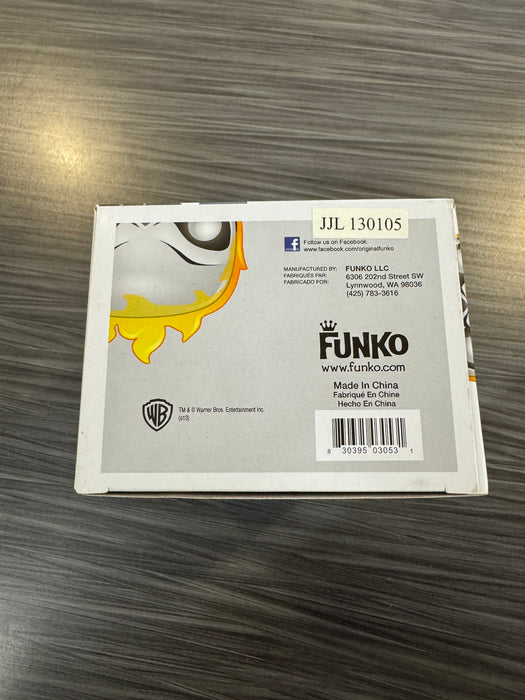 JJL 130105
f Follow us on Facebook.
www.facebook.com/originalfunko
MANUFACTURED BY: FUNKO LLC
FABRIQUÉS PAR: 6306 202nd Street SW
FABRICADO POR: Lynnwood, WA 98036
(425) 783-3616
FUNKO
www.funko.com
Made In China
Fabriqué En Chine
Hecho En China
WB
TM & © Warner Bros. Entertainment Inc.
(s13)
8 30395 03053 1